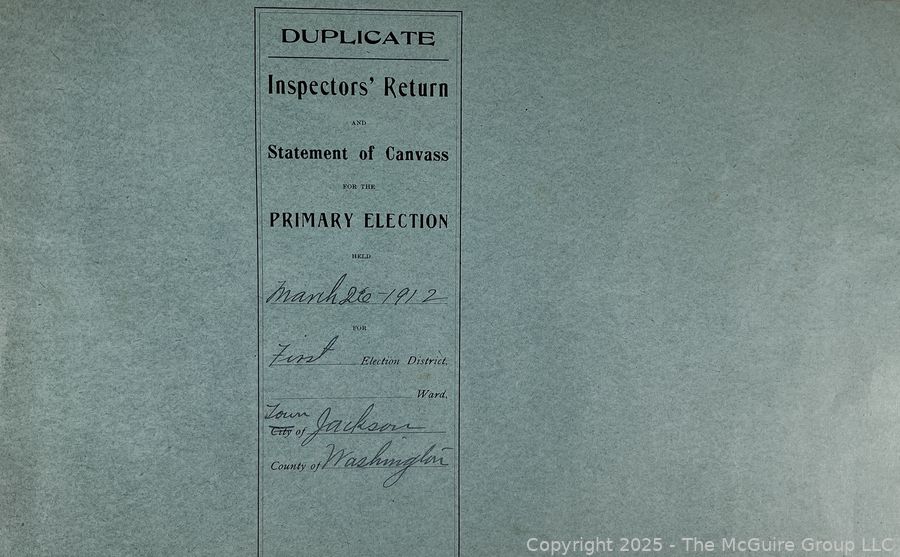 DUPLICATE
Inspectors' Return
AND
Statement of Canvass
FOR THE
PRIMARY ELECTION
HELD
March 26-1912
FOR
First Election District.
Ward,
Town
City of Jackson
County of Washington
Copyright 2025 - The McGuire Group LLC